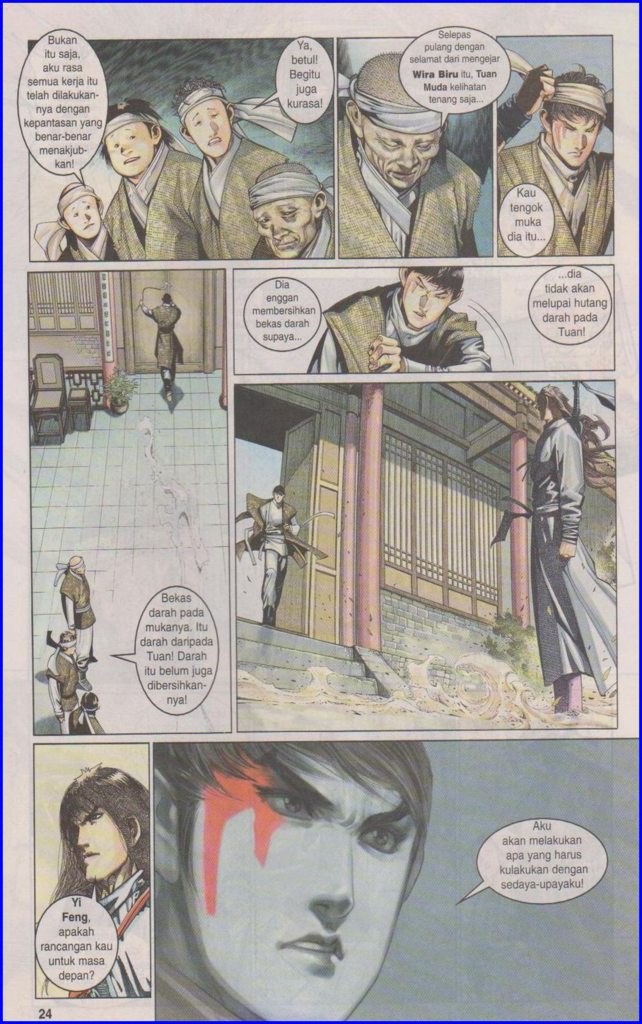 Bukan
itu saja,
aku rasa
semua kerja itu
telah dilakukan-
nya dengan
kepantasan yang
benar-benar
menakjub-
kan!
Ya,
betul!
Begitu
juga
kurasa!
Selepas
pulang dengan
selamat dari mengejar
Wira Biru itu, Tuan
Muda kelihatan
tenang saja...
Kau
tengok
muka
dia itu...
Dia
enggan
membersihkan
bekas darah
supaya...
...dia
tidak akan
melupai hutang
darah pada
Tuan!
Bekas
darah pada
mukanya. Itu
darah daripada
Tuan! Darah
itu belum juga
dibersihkan-
nya!
Yi
Feng,
apakah
rancangan kau
untuk masa
depan?
Aku
akan melakukan
apa yang harus
kulakukan dengan
sedaya-upayaku!
24